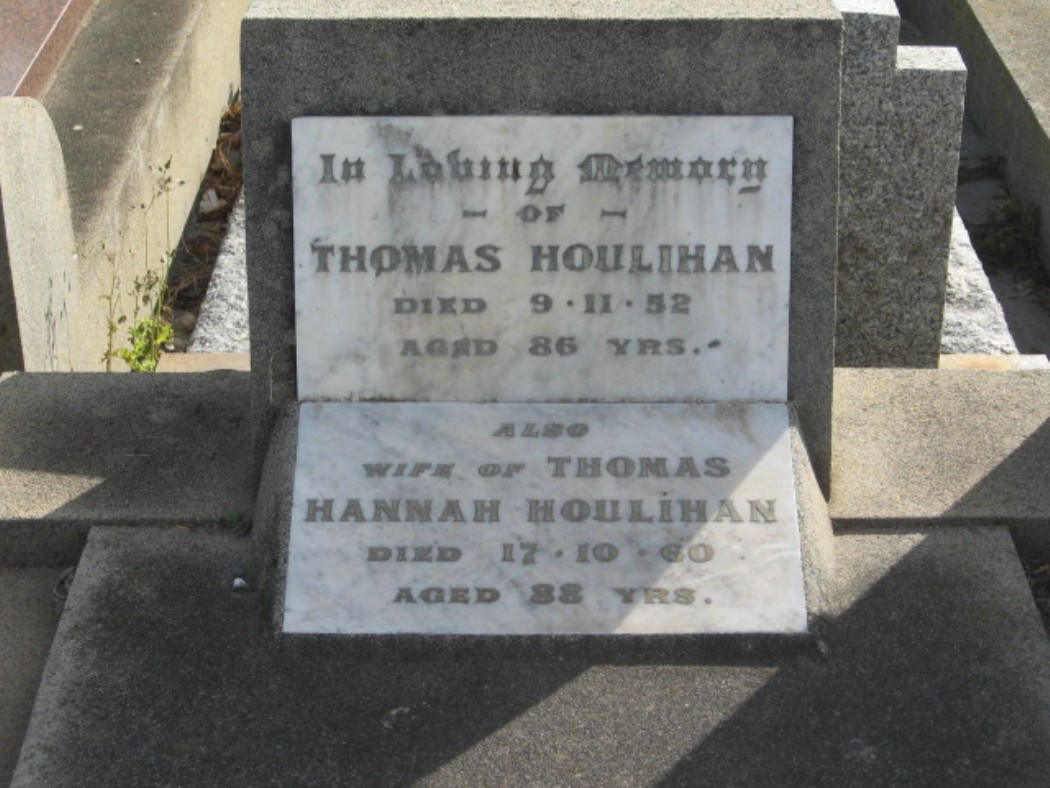 In Loving Memory
- OF -
THOMAS HOULIHAN
DIED 9·11·52
AGED 86 YRS.
ALSO
WIFE OF THOMAS
HANNAH HOULIHAN
DIED 17·10·60
AGED 88 YRS.